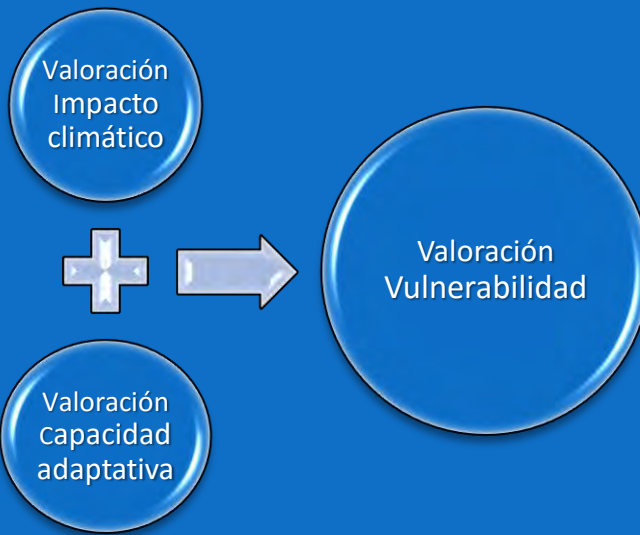 Valoración
Impacto
climático
Valoración
Capacidad
adaptativa
Valoración
Vulnerabilidad